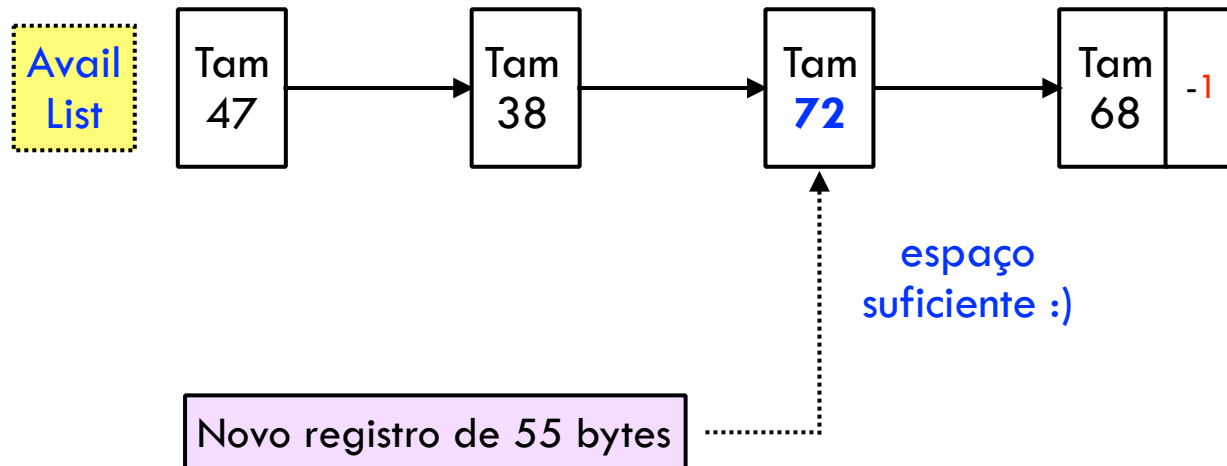 Avail
List
Tam
47
Tam
38
Tam
72
Tam
68
-1
espaço
suficiente :)
Novo registro de 55 bytes